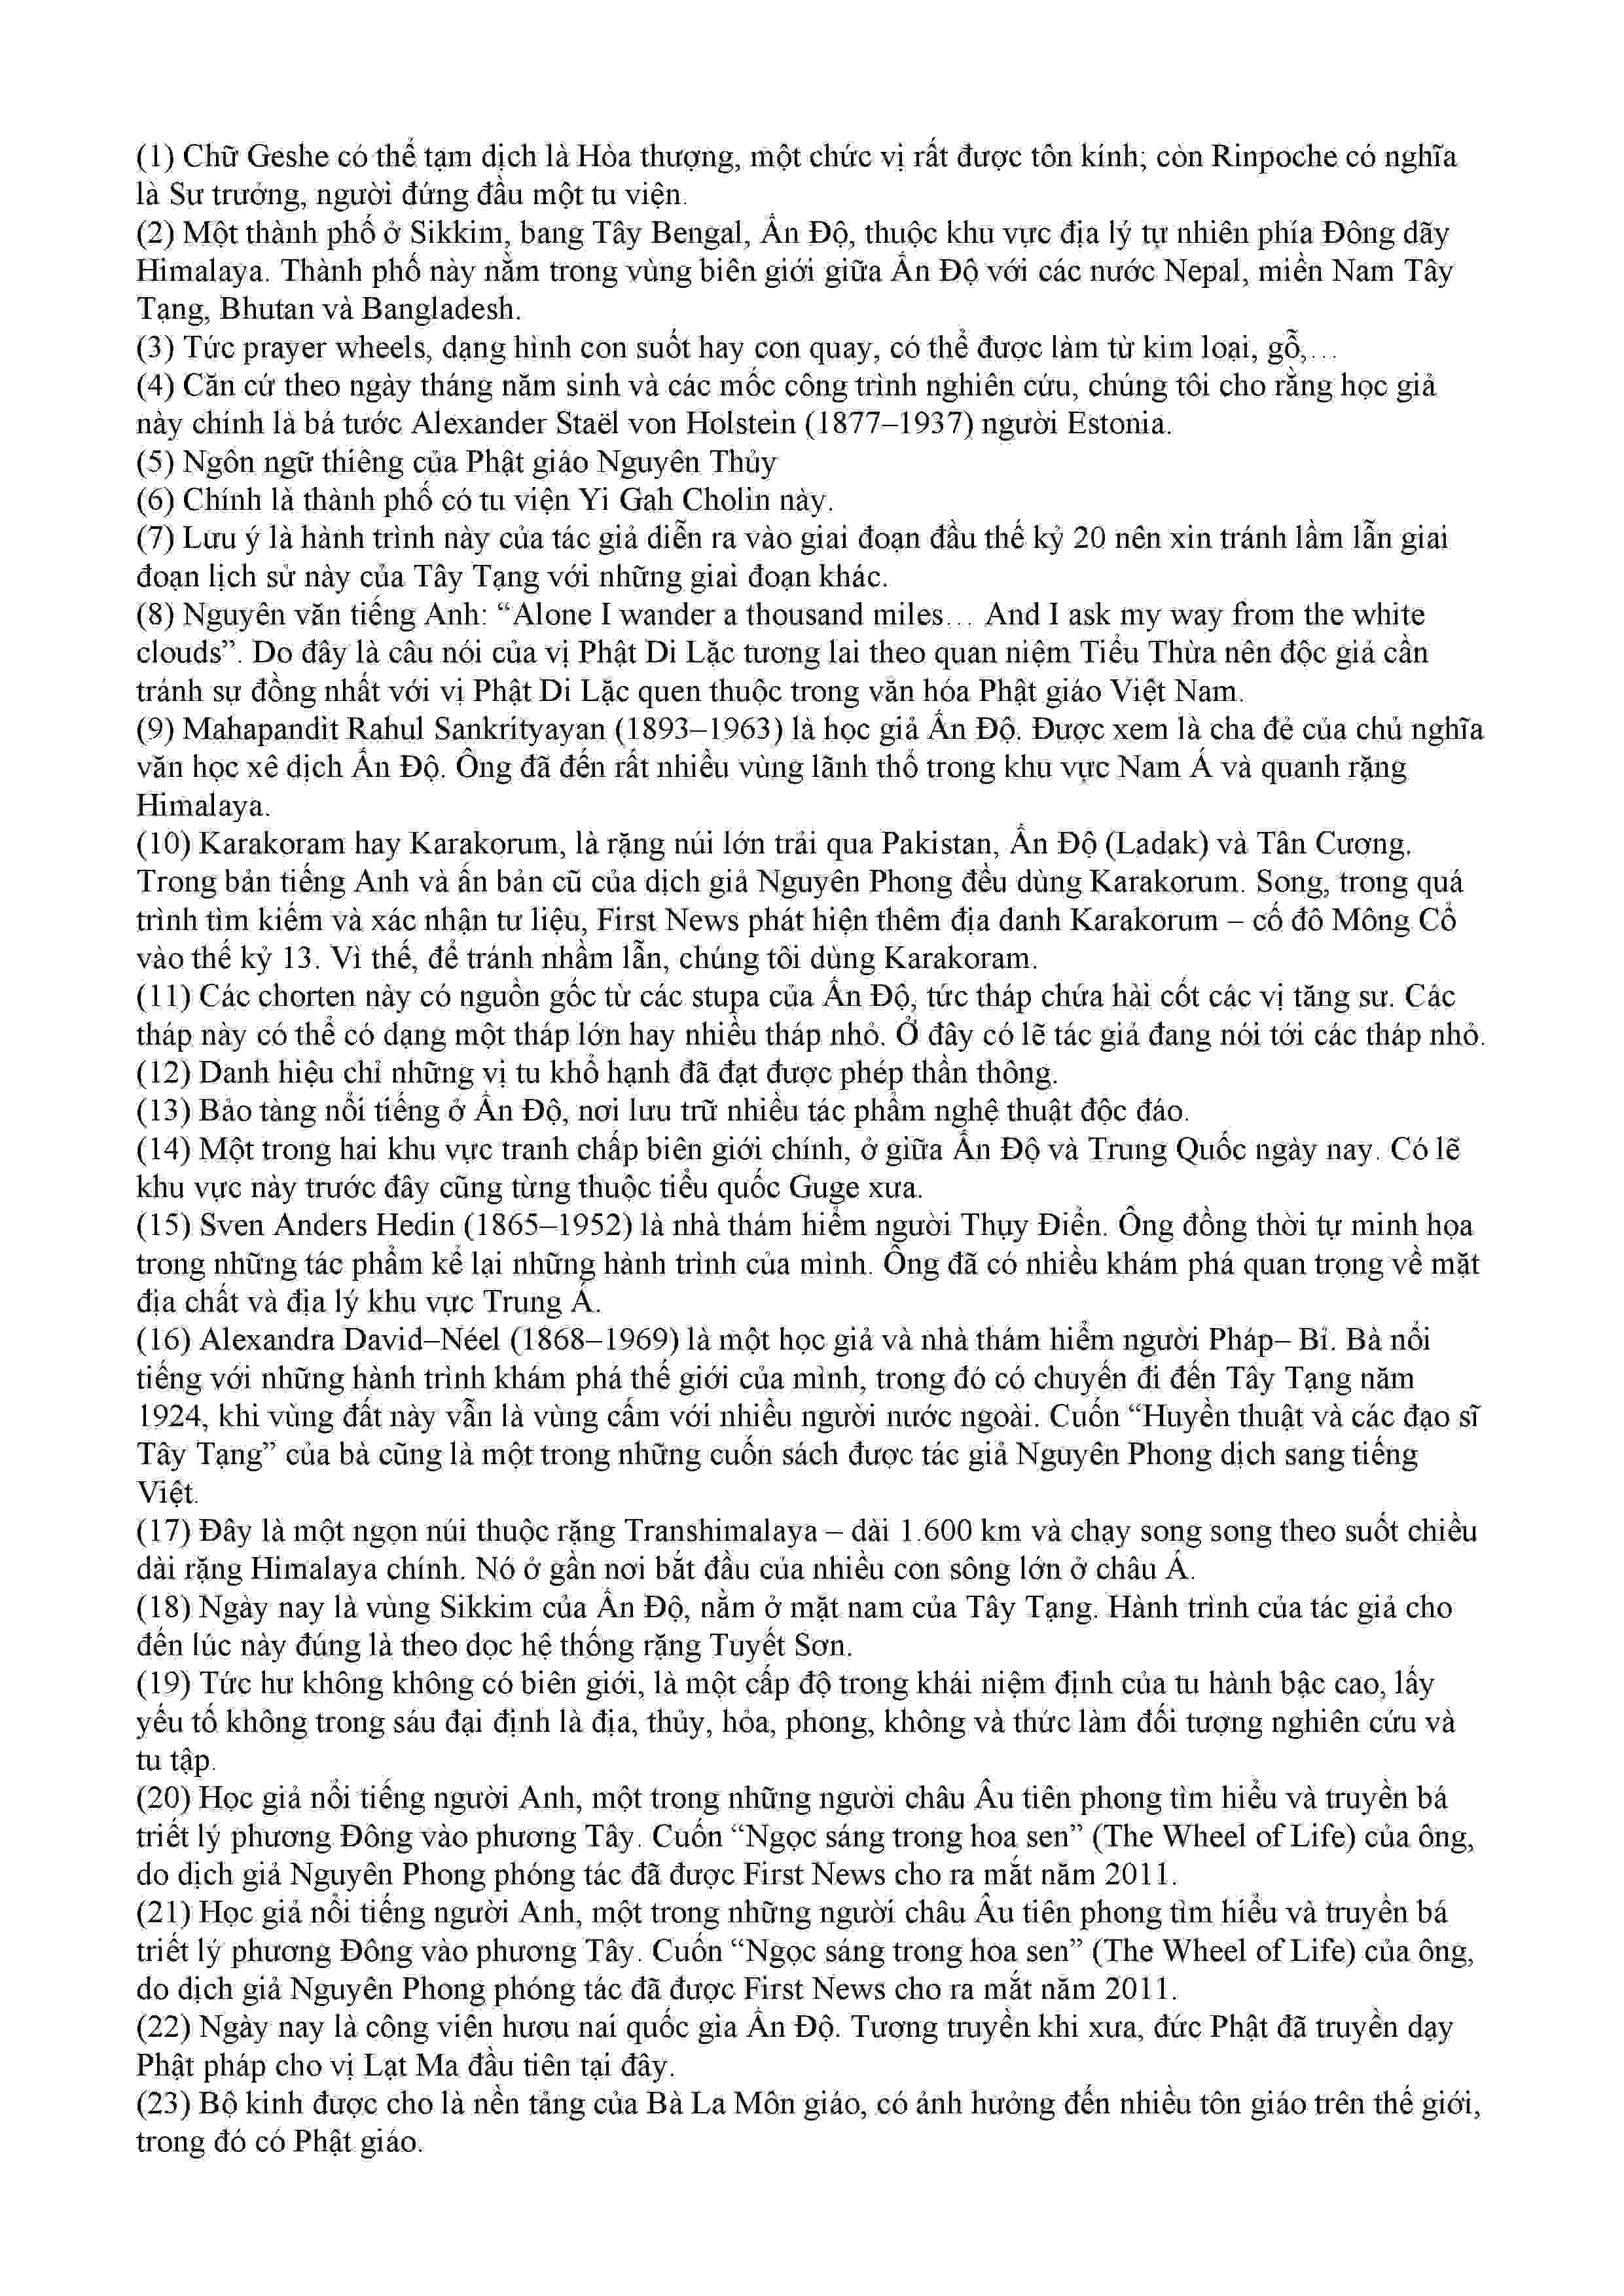 (1) Chữ Geshe có thể tạm dịch là Hòa thượng, một chức vị rất được tôn kính; còn Rinpoche có nghĩa
là Sư trưởng, người đứng đầu một tu viện.
(2) Một thành phố ở Sikkim, bang Tây Bengal, Ấn Độ, thuộc khu vực địa lý tự nhiên phía Đông dãy
Himalaya. Thành phố này nằm trong vùng biên giới giữa Ấn Độ với các nước Nepal, miền Nam Tây
Tạng, Bhutan và Bangladesh.
(3) Tức prayer wheels, dạng hình con suốt hay con quay, có thể được làm từ kim loại, gỗ,…
(4) Căn cứ theo ngày tháng năm sinh và các mốc công trình nghiên cứu, chúng tôi cho rằng học giả
này chính là bá tước Alexander Staël von Holstein (1877–1937) người Estonia.
(5) Ngôn ngữ thiêng của Phật giáo Nguyên Thủy
(6) Chính là thành phố có tu viện Yi Gah Cholin này.
(7) Lưu ý là hành trình này của tác giả diễn ra vào giai đoạn đầu thế kỷ 20 nên xin tránh lầm lẫn giai
đoạn lịch sử này của Tây Tạng với những giai đoạn khác.
(8) Nguyên văn tiếng Anh: “Alone I wander a thousand miles… And I ask my way from the white
clouds”. Do đây là câu nói của vị Phật Di Lặc tương lai theo quan niệm Tiểu Thừa nên độc giả cần
tránh sự đồng nhất với vị Phật Di Lặc quen thuộc trong văn hóa Phật giáo Việt Nam.
(9) Mahapandit Rahul Sankrityayan (1893–1963) là học giả Ấn Độ. Được xem là cha đẻ của chủ nghĩa
văn học xê dịch Ấn Độ. Ông đã đến rất nhiều vùng lãnh thổ trong khu vực Nam Á và quanh rặng
Himalaya.
(10) Karakoram hay Karakorum, là rặng núi lớn trải qua Pakistan, Ấn Độ (Ladak) và Tân Cương.
Trong bản tiếng Anh và ấn bản cũ của dịch giả Nguyên Phong đều dùng Karakorum. Song, trong quá
trình tìm kiếm và xác nhận tư liệu, First News phát hiện thêm địa danh Karakorum – cố đô Mông Cổ
vào thế kỷ 13. Vì thế, để tránh nhầm lẫn, chúng tôi dùng Karakoram.
(11) Các chorten này có nguồn gốc từ các stupa của Ấn Độ, tức tháp chứa hài cốt các vị tăng sư. Các
tháp này có thể có dạng một tháp lớn hay nhiều tháp nhỏ. Ở đây có lẽ tác giả đang nói tới các tháp nhỏ.
(12) Danh hiệu chỉ những vị tu khổ hạnh đã đạt được phép thần thông.
(13) Bảo tàng nổi tiếng ở Ấn Độ, nơi lưu trữ nhiều tác phẩm nghệ thuật độc đáo.
(14) Một trong hai khu vực tranh chấp biên giới chính, ở giữa Ấn Độ và Trung Quốc ngày nay. Có lẽ
khu vực này trước đây cũng từng thuộc tiểu quốc Guge xưa.
(15) Sven Anders Hedin (1865–1952) là nhà thám hiểm người Thụy Điển. Ông đồng thời tự minh họa
trong những tác phẩm kể lại những hành trình của mình. Ông đã có nhiều khám phá quan trọng về mặt
địa chất và địa lý khu vực Trung Á.
(16) Alexandra David–Néel (1868–1969) là một học giả và nhà thám hiểm người Pháp– Bỉ. Bà nổi
tiếng với những hành trình khám phá thế giới của mình, trong đó có chuyến đi đến Tây Tạng năm
1924, khi vùng đất này vẫn là vùng cấm với nhiều người nước ngoài. Cuốn “Huyền thuật và các đạo sĩ
Tây Tạng” của bà cũng là một trong những cuốn sách được tác giả Nguyên Phong dịch sang tiếng
Việt.
(17) Đây là một ngọn núi thuộc rặng Transhimalaya – dài 1.600 km và chạy song song theo suốt chiều
dài rặng Himalaya chính. Nó ở gần nơi bắt đầu của nhiều con sông lớn ở châu Á.
(18) Ngày nay là vùng Sikkim của Ấn Độ, nằm ở mặt nam của Tây Tạng. Hành trình của tác giả cho
đến lúc này đúng là theo dọc hệ thống rặng Tuyết Sơn.
(19) Tức hư không không có biên giới, là một cấp độ trong khái niệm định của tu hành bậc cao, lấy
yếu tố không trong sáu đại định là địa, thủy, hỏa, phong, không và thức làm đối tượng nghiên cứu và
tu tập.
(20) Học giả nổi tiếng người Anh, một trong những người châu Âu tiên phong tìm hiểu và truyền bá
triết lý phương Đông vào phương Tây. Cuốn “Ngọc sáng trong hoa sen” (The Wheel of Life) của ông,
do dịch giả Nguyên Phong phóng tác đã được First News cho ra mắt năm 2011.
(21) Học giả nổi tiếng người Anh, một trong những người châu Âu tiên phong tìm hiểu và truyền bá
triết lý phương Đông vào phương Tây. Cuốn “Ngọc sáng trong hoa sen” (The Wheel of Life) của ông,
do dịch giả Nguyên Phong phóng tác đã được First News cho ra mắt năm 2011.
(22) Ngày nay là công viên hươu nai quốc gia Ấn Độ. Tương truyền khi xưa, đức Phật đã truyền dạy
Phật pháp cho vị Lạt Ma đầu tiên tại đây.
(23) Bộ kinh được cho là nền tảng của Bà La Môn giáo, có ảnh hưởng đến nhiều tôn giáo trên thế giới,
trong đó có Phật giáo.